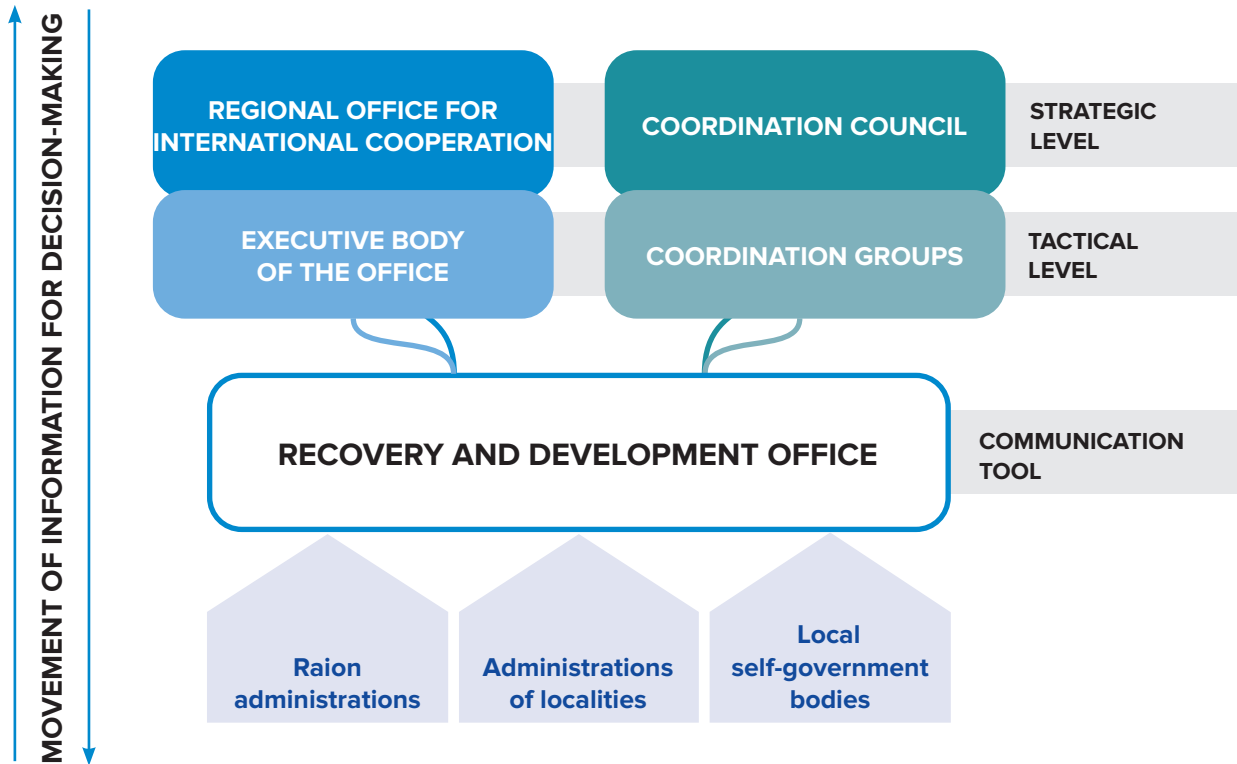 MOVEMENT OF INFORMATION FOR DECISION-MAKING
REGIONAL OFFICE FOR
INTERNATIONAL COOPERATION
COORDINATION COUNCIL
STRATEGIC
LEVEL
EXECUTIVE BODY
OF THE OFFICE
COORDINATION GROUPS
TACTICAL
LEVEL
RECOVERY AND DEVELOPMENT OFFICE
COMMUNICATION
TOOL
Raion
administrations
Administrations
of localities
Local
self-government
bodies